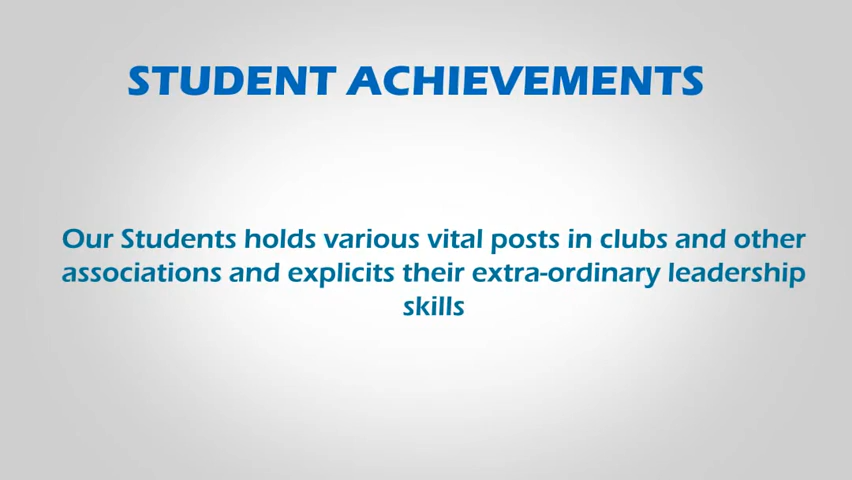 STUDENT ACHIEVEMENTS
Our Students holds various vital posts in clubs and other
associations and explicits their extra-ordinary leadership
skills